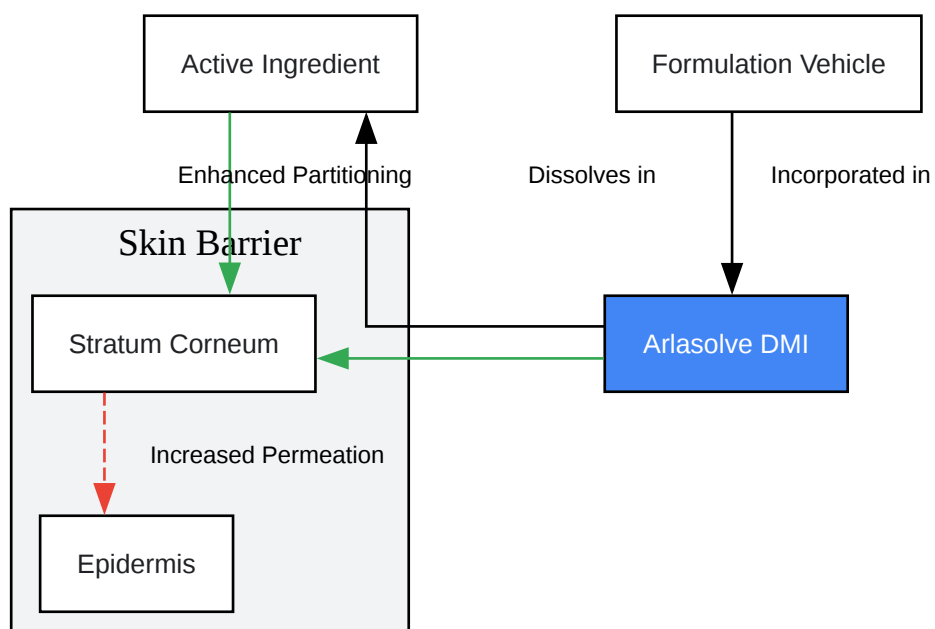 Active Ingredient
Formulation Vehicle
Enhanced Partitioning
Dissolves in
Incorporated in
Skin Barrier
Stratum Corneum
Arlasolve DMI
Increased Permeation
Epidermis